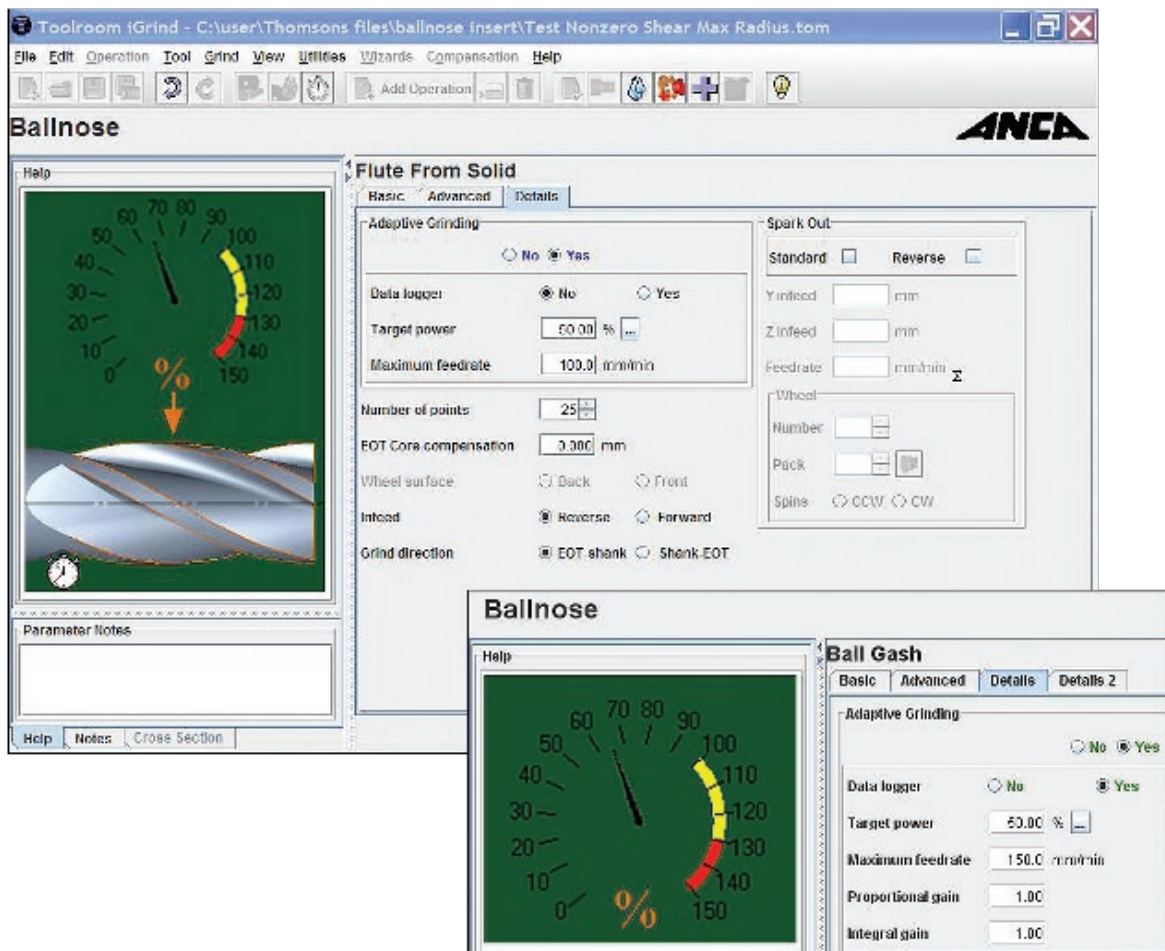 Toolroom iGrind - C:\user\Thomsons files\ballnose insert\Test Nonzero Shear Max Radius.tom
File Edit Operation Tool Grind View Utilities Wizards Compensation Help
Add Operation
Ballnose
ANCA
Help
0 10 20 30 40 50 60 70 80 90 100 110 120 130 140 150
%
Parameter Notes
Help Notes Cross Section
Flute From Solid
Basic Advanced Details
Adaptive Grinding
No Yes
Data logger No Yes
Target power 50.00 % ...
Maximum feedrate 100.0 mm/min
Number of points 25
EOT Core compensation 0.000 mm
Wheel surface Back Front
Infeed Reverse Forward
Grind direction EOT-shank Shank-EOT
Spark Out
Standard Reverse
Y infeed mm
Z infeed mm
Feedrate mm/min Σ
Wheel
Number
Pack
Spins CCW CW
Ballnose
Help
0 10 20 30 40 50 60 70 80 90 100 110 120 130 140 150
%
Ball Gash
Basic Advanced Details Details 2
Adaptive Grinding
No Yes
Data logger No Yes
Target power 50.00 % ...
Maximum feedrate 150.0 mm/min
Proportional gain 1.00
Integral gain 1.00